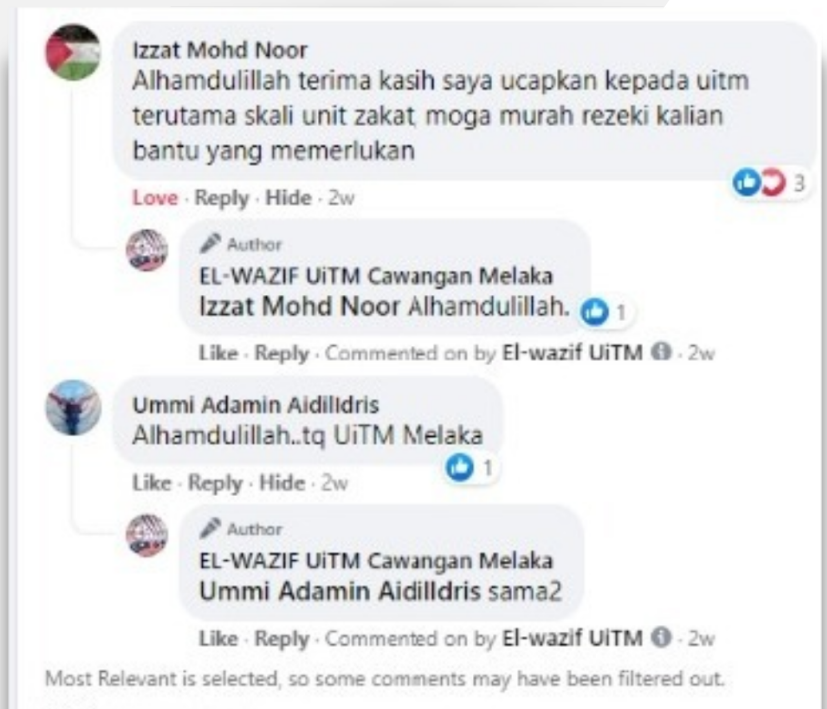 Izzat Mohd Noor
Alhamdulillah terima kasih saya ucapkan kepada uitm
terutama skali unit zakat moga murah rezeki kalian
bantu yang memerlukan
3
Love · Reply · Hide · 2w
Author
EL-WAZIF UiTM Cawangan Melaka
Izzat Mohd Noor Alhamdulillah.
1
Like · Reply · Commented on by El-wazif UiTM · 2w
Ummi Adamin AidilIdris
Alhamdulillah..tq UiTM Melaka
1
Like · Reply · Hide · 2w
Author
EL-WAZIF UiTM Cawangan Melaka
Ummi Adamin AidilIdris sama2
Like · Reply · Commented on by El-wazif UiTM · 2w
Most Relevant is selected, so some comments may have been filtered out.